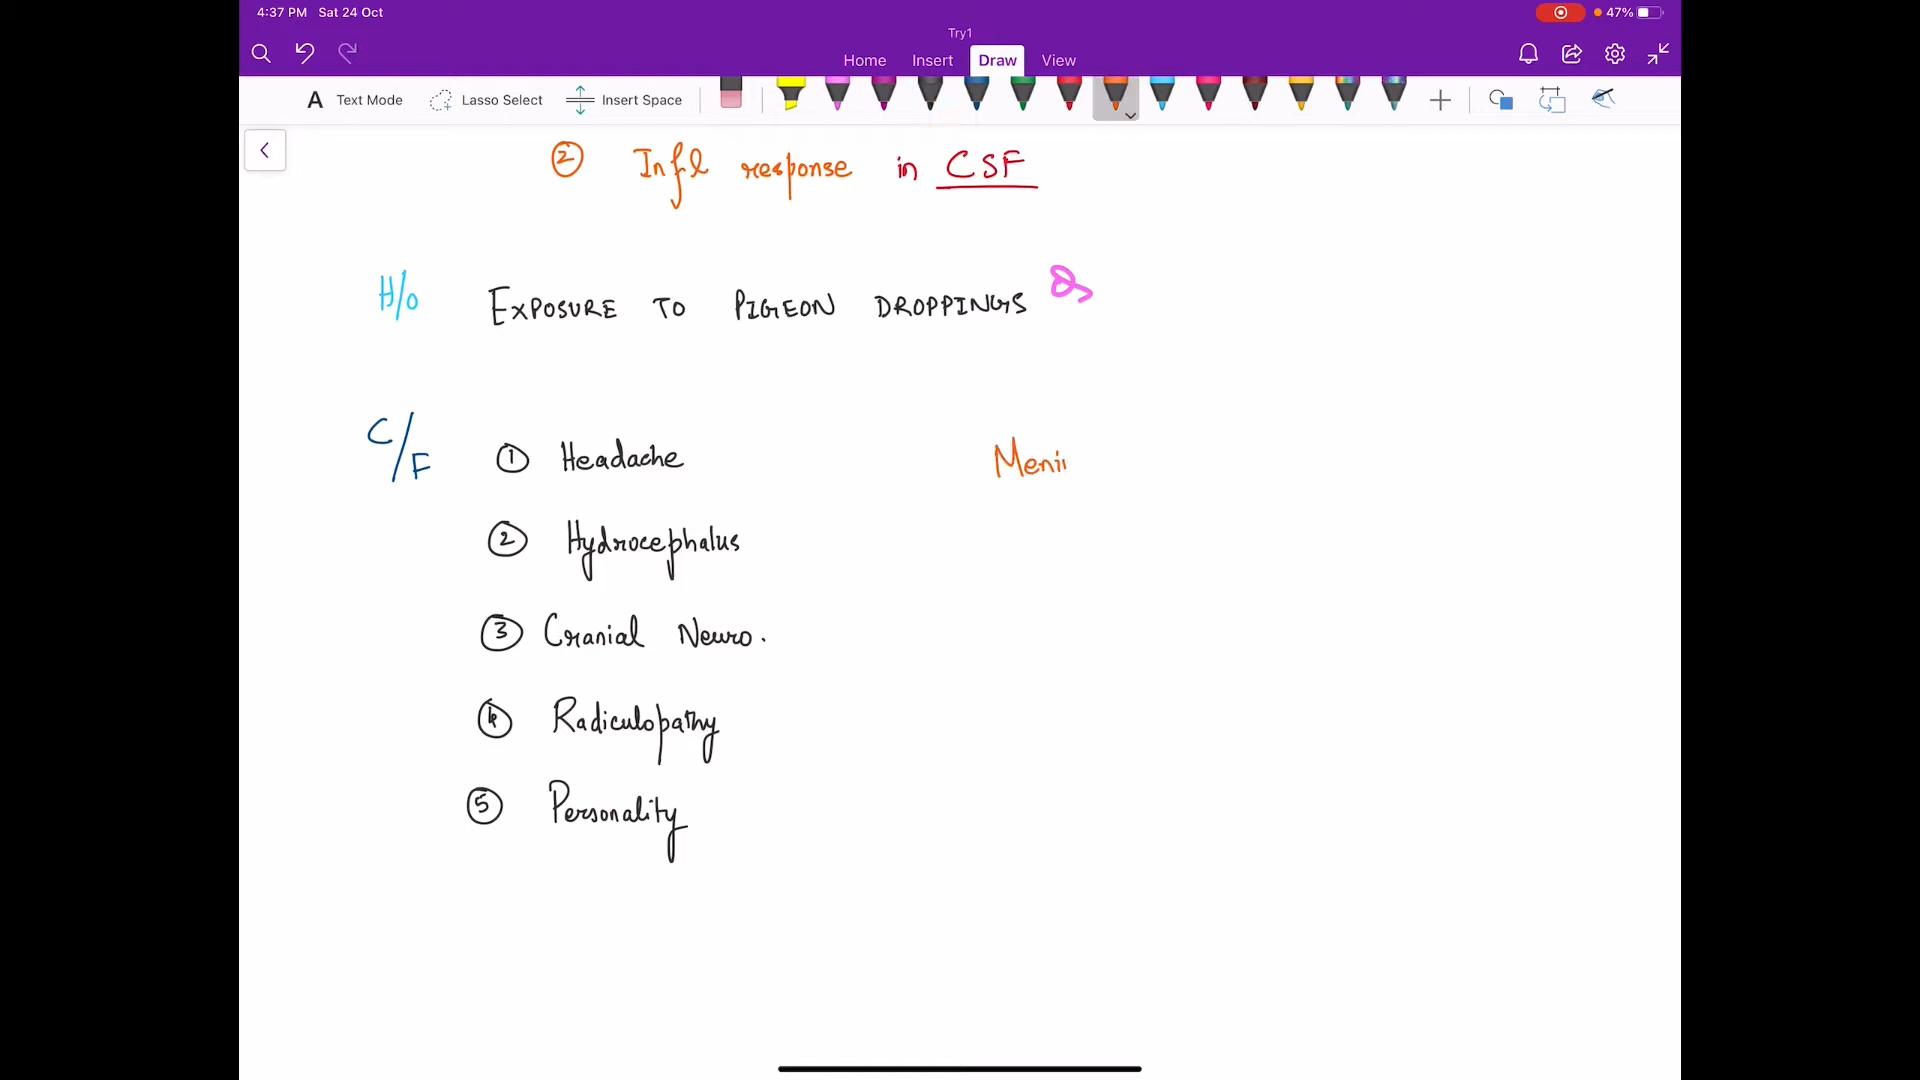 4:37 PM Sat 24 Oct 47%
Try1
Home Insert Draw View
A Text Mode Lasso Select Insert Space
② Infl response in CSF
H/O EXPOSURE TO PIGEON DROPPINGS
C/F ① Headache
Meni
② Hydrocephalus
③ Cranial Neuro.
④ Radiculopathy
⑤ Personality